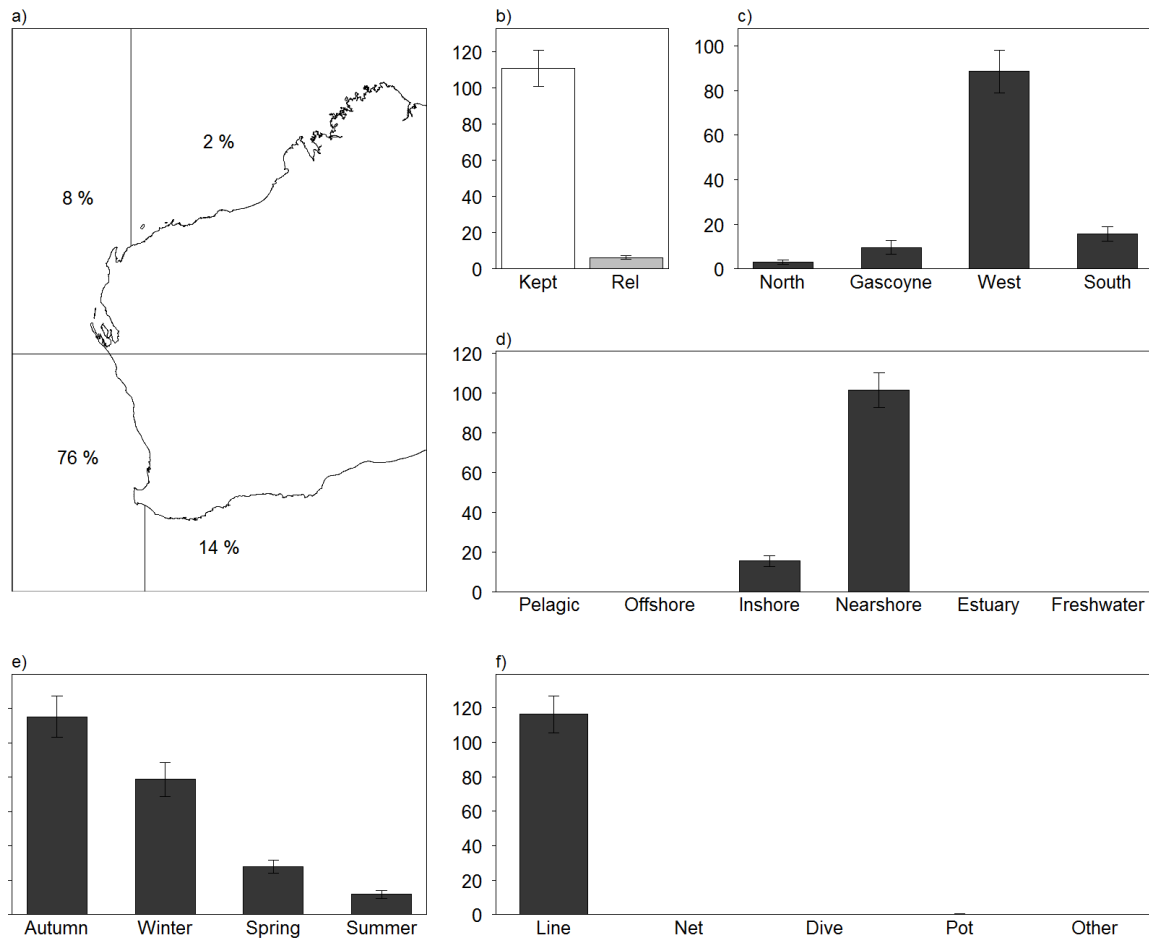 a)
2 %
8 %
76 %
14 %
b)
120
100
80
60
40
20
0
Kept Rel
c)
100
80
60
40
20
0
North Gascoyne West South
d)
120
100
80
60
40
20
0
Pelagic Offshore Inshore Nearshore Estuary Freshwater
e)
Autumn Winter Spring Summer
f)
120
100
80
60
40
20
0
Line Net Dive Pot Other